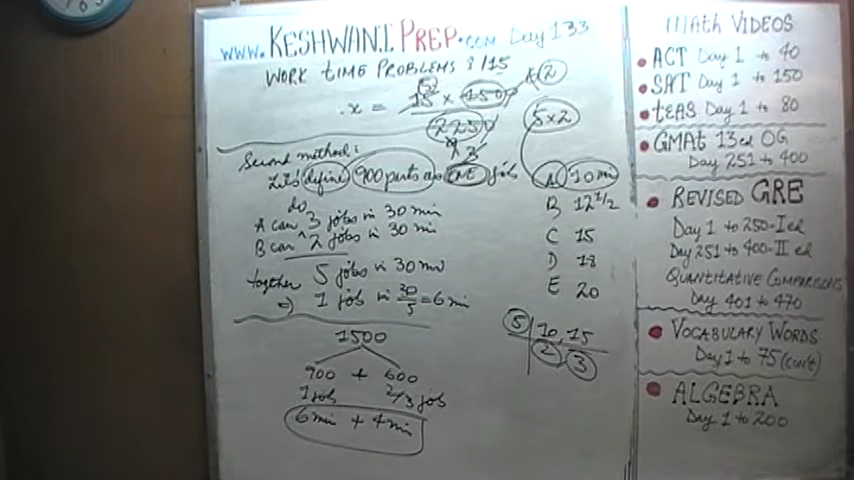 www.KESHWANI PREP.COM Day 133
WORK TIME PROBLEMS 8/15
x = 15 × 150
2250
5×2
Second method:
Let's define 900 parts as ONE job
A can do 3 jobs in 30 min
B can ^ 2 jobs in 30 min
together 5 jobs in 30 min
⇒ 1 job in 30/5 = 6 min
1500
900 + 600
1 job 2/3 job
6 min + 4 min
A 10 min
B 12 1/2
C 15
D 18
E 20
5 | 10, 15
2, 3
Math VIDEOS
ACT Day 1 to 40
SAT Day 1 to 150
tEAS Day 1 to 80
GMAt 13 ed OG
Day 251 to 400
REVISED GRE
Day 1 to 250-I ed
Day 251 to 400-II ed
QUANTITATIVE COMPARISONS
Day 401 to 470
VOCABULARY WORDS
Day 1 to 75 (con't)
ALGEBRA
Day 1 to 200